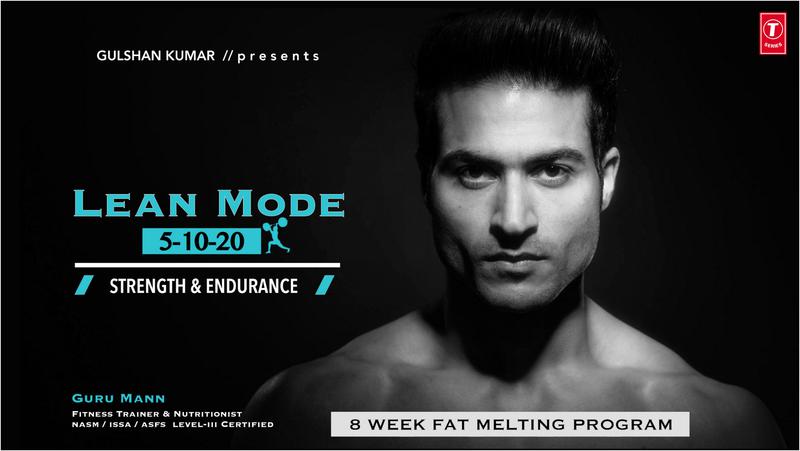 GULSHAN KUMAR // presents
T
SERIES
LEAN MODE
5-10-20
STRENGTH & ENDURANCE
GURU MANN
FITNESS TRAINER & NUTRITIONIST
NASM / ISSA / ASFS LEVEL-III CERTIFIED
8 WEEK FAT MELTING PROGRAM